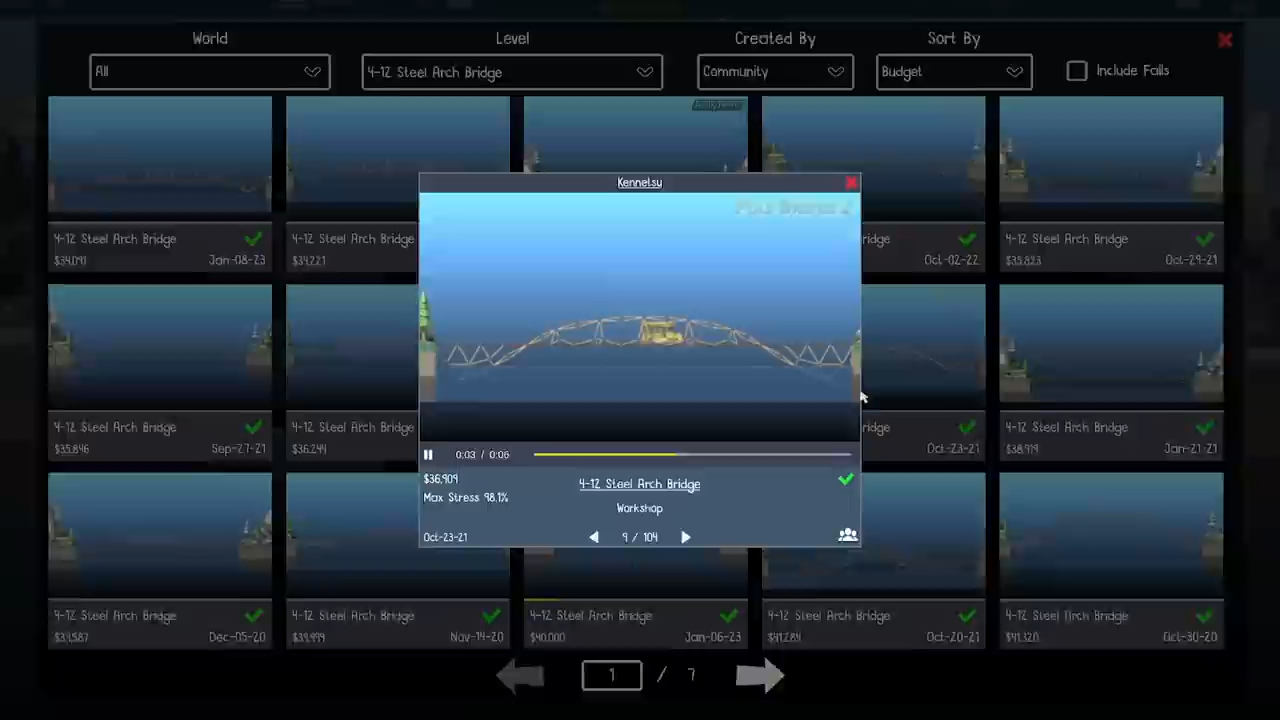 World
Level
Created By
Sort By
All
4-12 Steel Arch Bridge
Community
Budget
Include Fails
Kennelsy
Poly Bridge 2
4-12 Steel Arch Bridge
$34,091
Jan-08-23
4-12 Steel Arch Bridge
$34,221
ridge
Oct-02-22
4-12 Steel Arch Bridge
$35,823
Oct-29-21
4-12 Steel Arch Bridge
$35,846
Sep-27-21
4-12 Steel Arch Bridge
$36,244
ridge
Oct-23-21
4-12 Steel Arch Bridge
$38,919
Jan-21-21
0:03 / 0:06
$36,909
4-12 Steel Arch Bridge
Max Stress 98.1%
Workshop
Oct-23-21
9 / 104
4-12 Steel Arch Bridge
$39,587
Dec-05-20
4-12 Steel Arch Bridge
$39,999
Nov-14-20
4-12 Steel Arch Bridge
$40,000
Jan-06-23
4-12 Steel Arch Bridge
$41,284
Oct-20-21
4-12 Steel Arch Bridge
$41,320
Oct-30-20
1 / 7